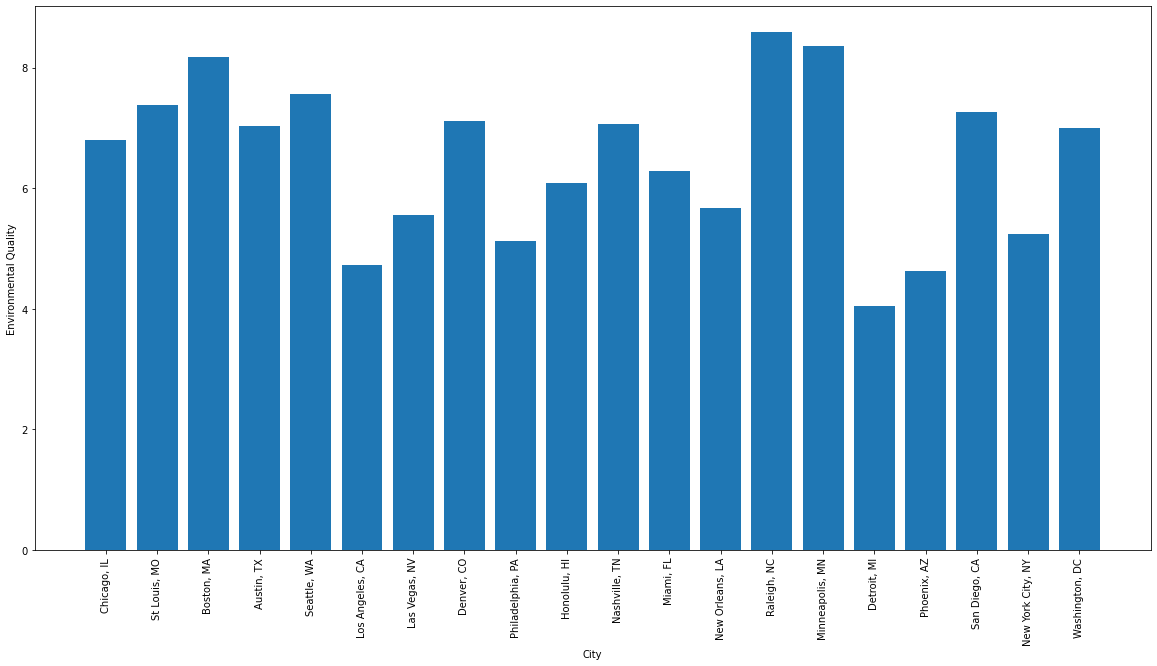 Environmental Quality
8
6
4
2
0
Chicago, IL
St Louis, MO
Boston, MA
Austin, TX
Seattle, WA
Los Angeles, CA
Las Vegas, NV
Denver, CO
Philadelphia, PA
Honolulu, HI
Nashville, TN
Miami, FL
New Orleans, LA
Raleigh, NC
Minneapolis, MN
Detroit, MI
Phoenix, AZ
San Diego, CA
New York City, NY
Washington, DC
City